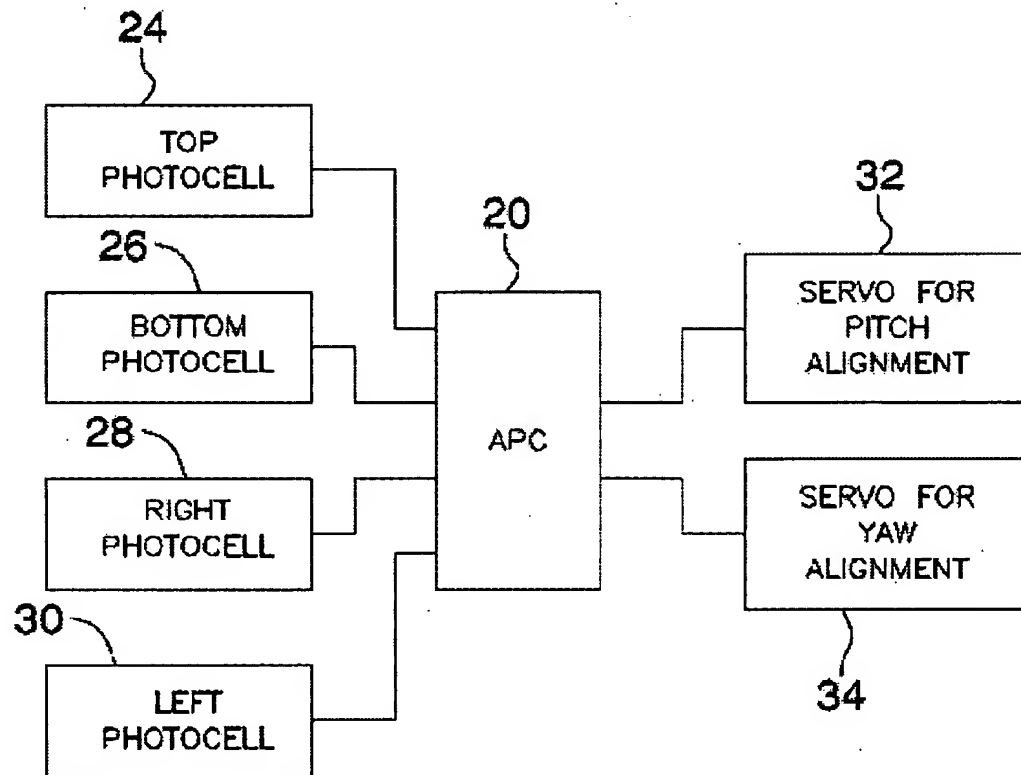 24
TOP
PHOTOCELL
26
BOTTOM
PHOTOCELL
28
RIGHT
PHOTOCELL
30
LEFT
PHOTOCELL
20
APC
32
SERVO FOR
PITCH
ALIGNMENT
SERVO FOR
YAW
ALIGNMENT
34